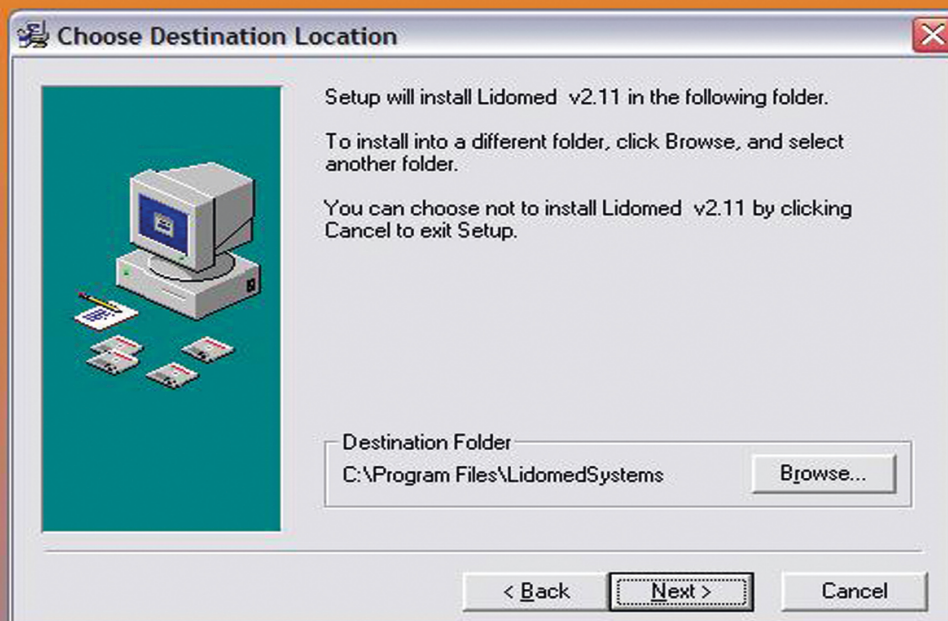 Choose Destination Location
Setup will install Lidomed v2.11 in the following folder.
To install into a different folder, click Browse, and select
another folder.
You can choose not to install Lidomed v2.11 by clicking
Cancel to exit Setup.
Destination Folder
C:\Program Files\LidomedSystems
Browse...
< Back
Next >
Cancel